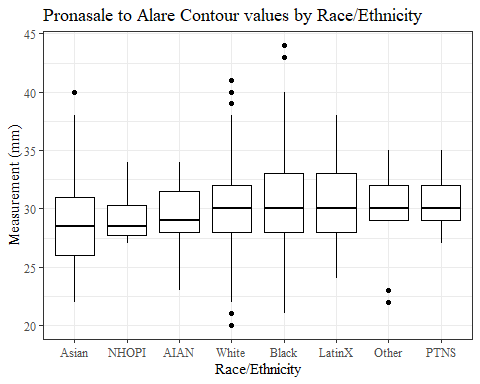 Pronasale to Alare Contour values by Race/Ethnicity
45
40
35
30
25
20
Measurement (mm)
Asian NHOPI AIAN White Black LatinX Other PTNS
Race/Ethnicity